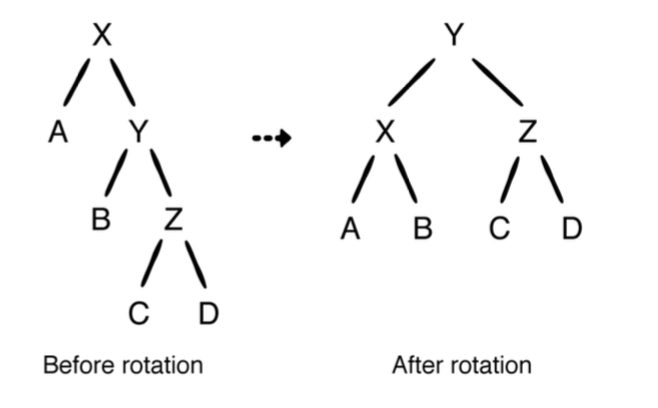 X Y
A Y X Z
B Z A B C D
C D
Before rotation After rotation